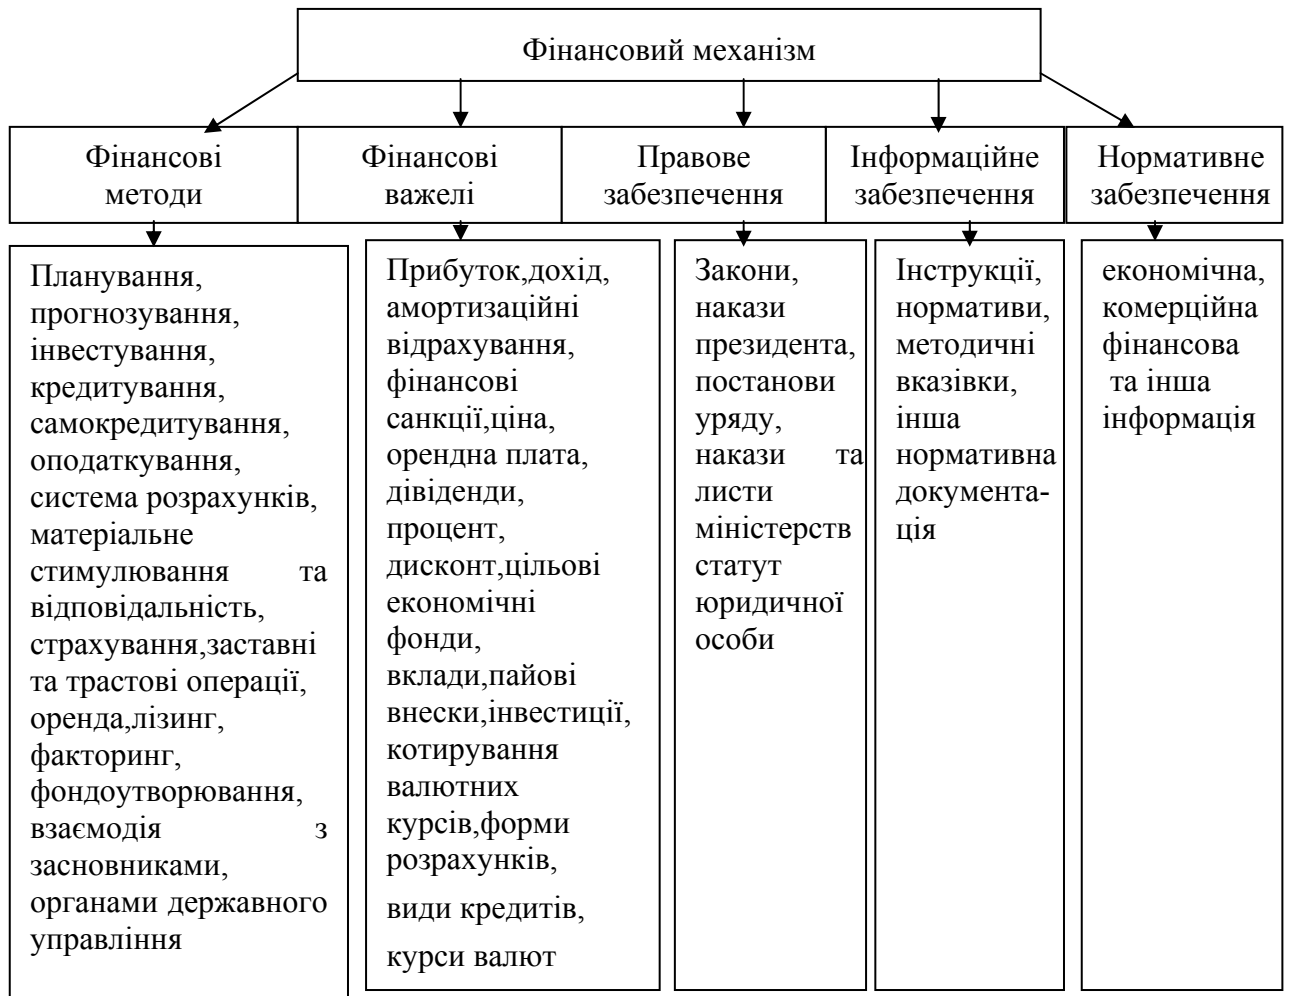 Фінансовий механізм
Фінансові
методи
Фінансові
важелі
Правове
забезпечення
Інформаційне
забезпечення
Нормативне
забезпечення
Планування,
прогнозування,
інвестування,
кредитування,
самокредитування,
оподаткування,
система розрахунків,
матеріальне
стимулювання та
відповідальність,
страхування,заставні
та трастові операції,
оренда,лізинг,
факторинг,
фондоутворювання,
взаємодія з
засновниками,
органами державного
управління
Прибуток,дохід,
амортизаційні
відрахування,
фінансові
санкції,ціна,
орендна плата,
дівіденди,
процент,
дисконт,цільові
економічні
фонди,
вклади,пайові
внески,інвестиції,
котирування
валютних
курсів,форми
розрахунків,
види кредитів,
курси валют
Закони,
накази
президента,
постанови
уряду,
накази та
листи
міністерств
статут
юридичної
особи
Інструкції,
нормативи,
методичні
вказівки,
інша
нормативна
документа-
ція
економічна,
комерційна
фінансова
та інша
інформація